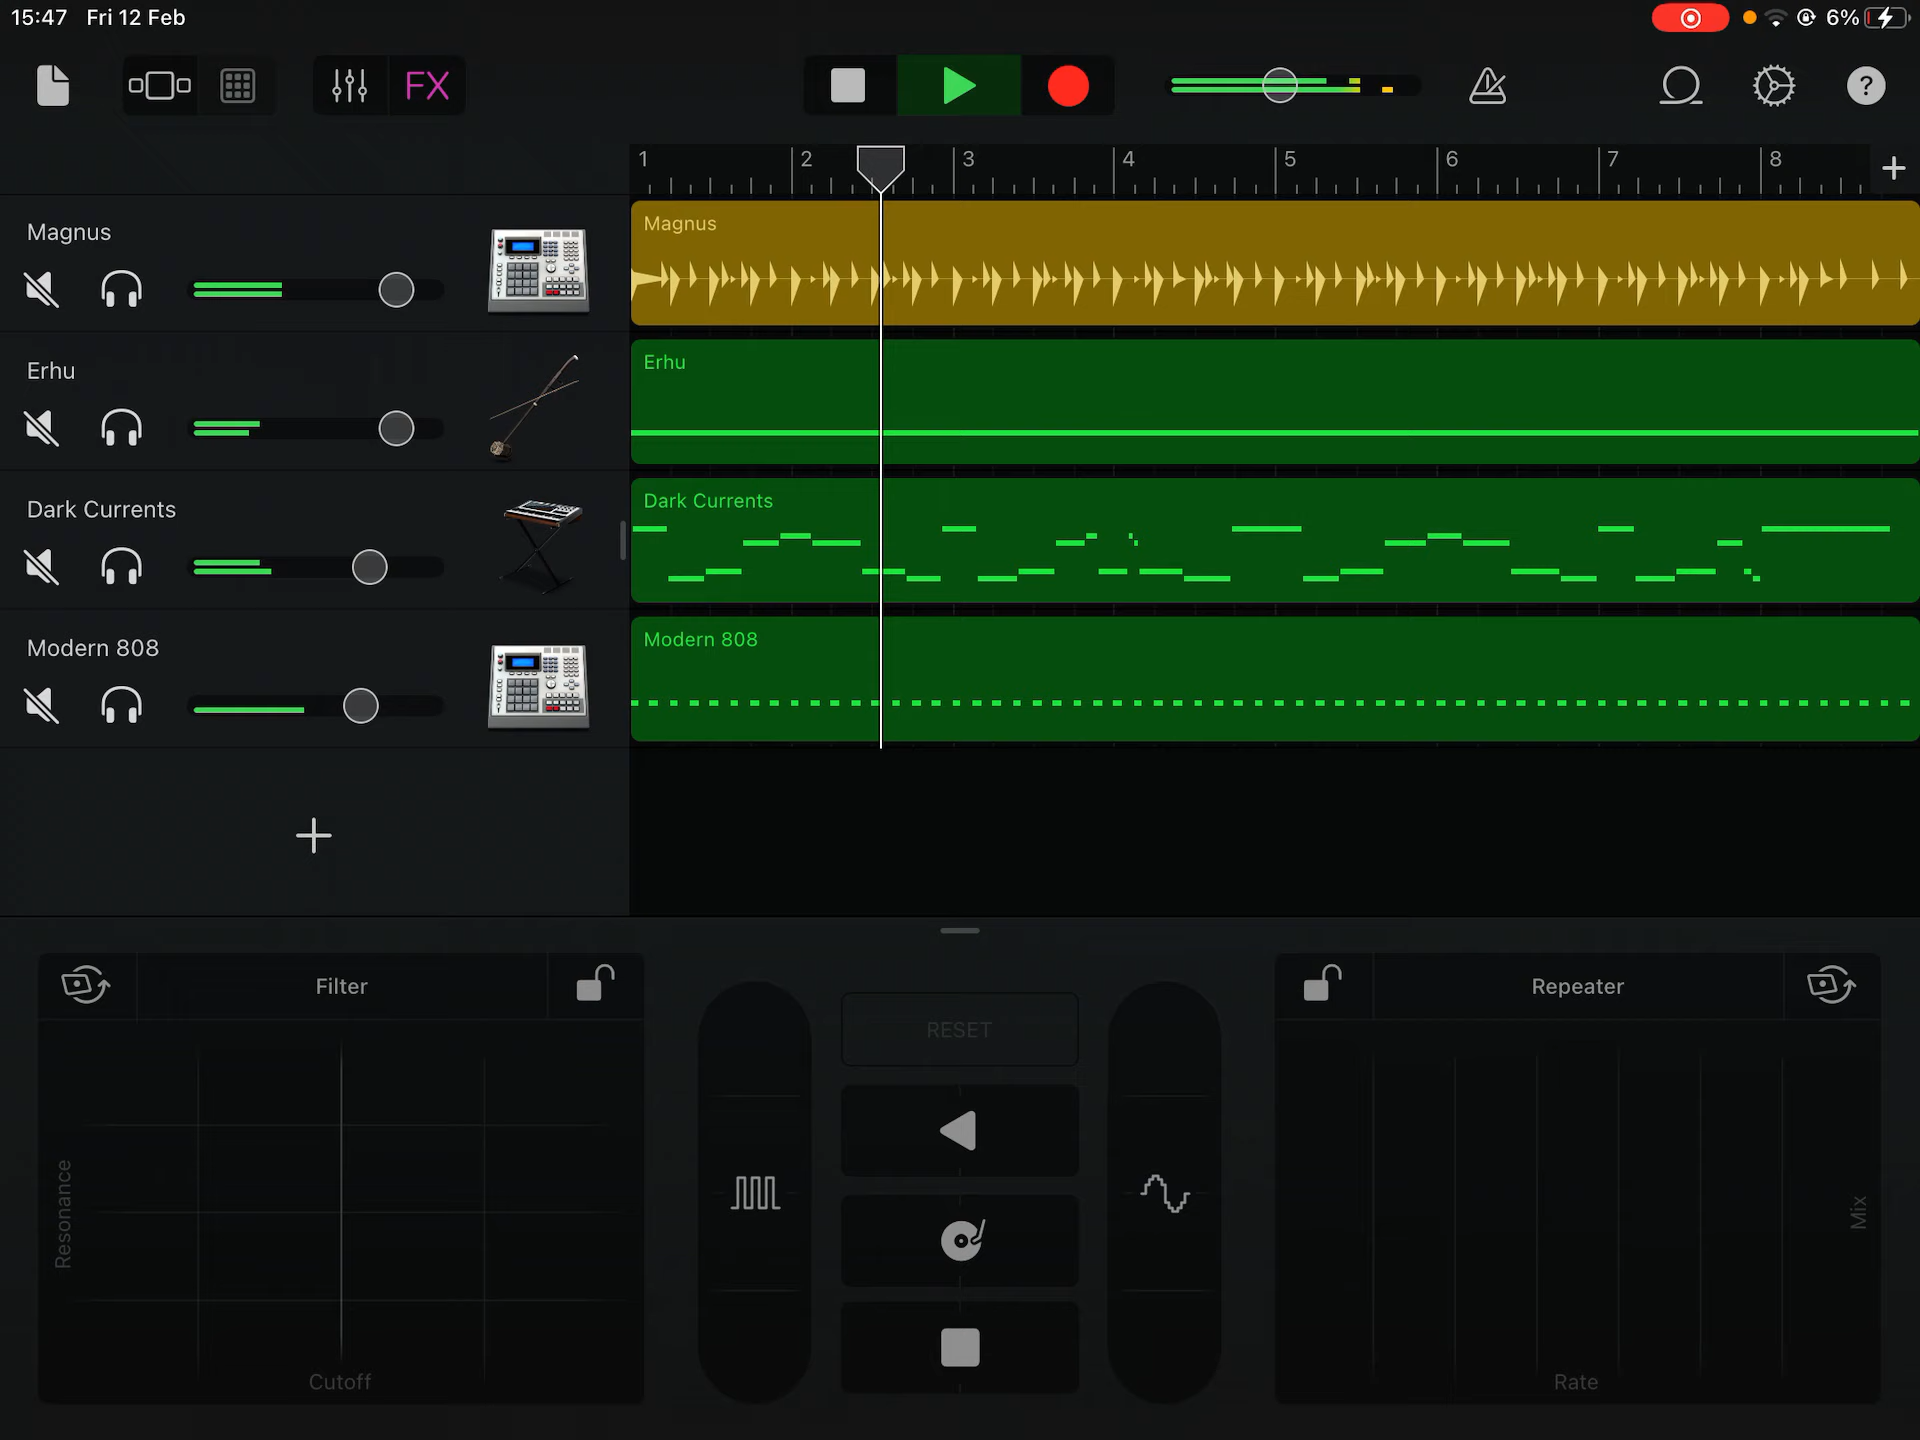 15:47 Fri 12 Feb 6%
FX ?
1 2 3 4 5 6 7 8
Magnus
Magnus
Erhu
Erhu
Dark Currents
Dark Currents
Modern 808
Modern 808
Filter
Repeater
RESET
Resonance
Mix
Cutoff
Rate